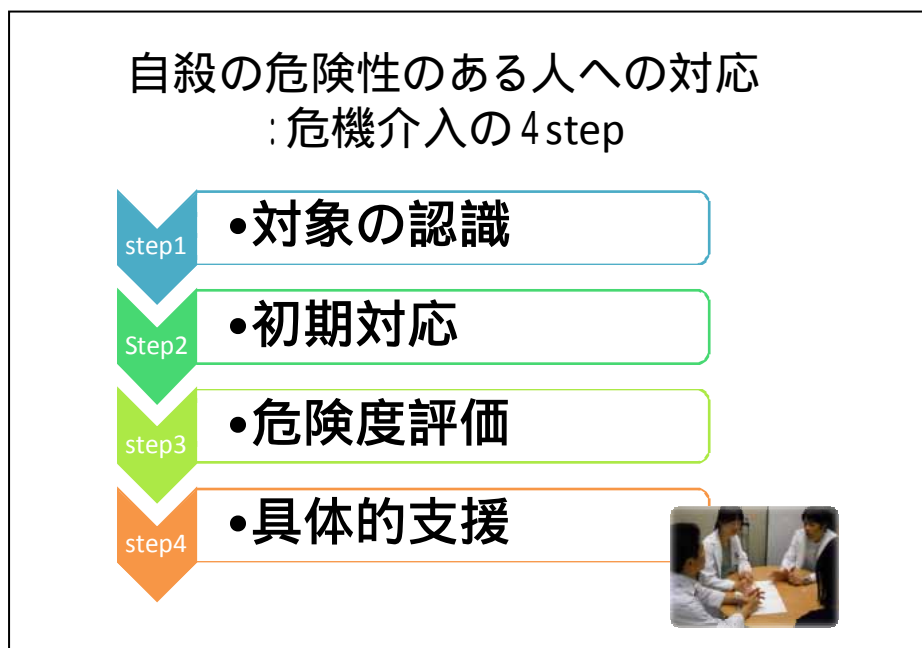 自殺の危険性のある人への対応
:危機介入の4step
step1
•対象の認識
Step2
•初期対応
step3
•危険度評価
step4
•具体的支援